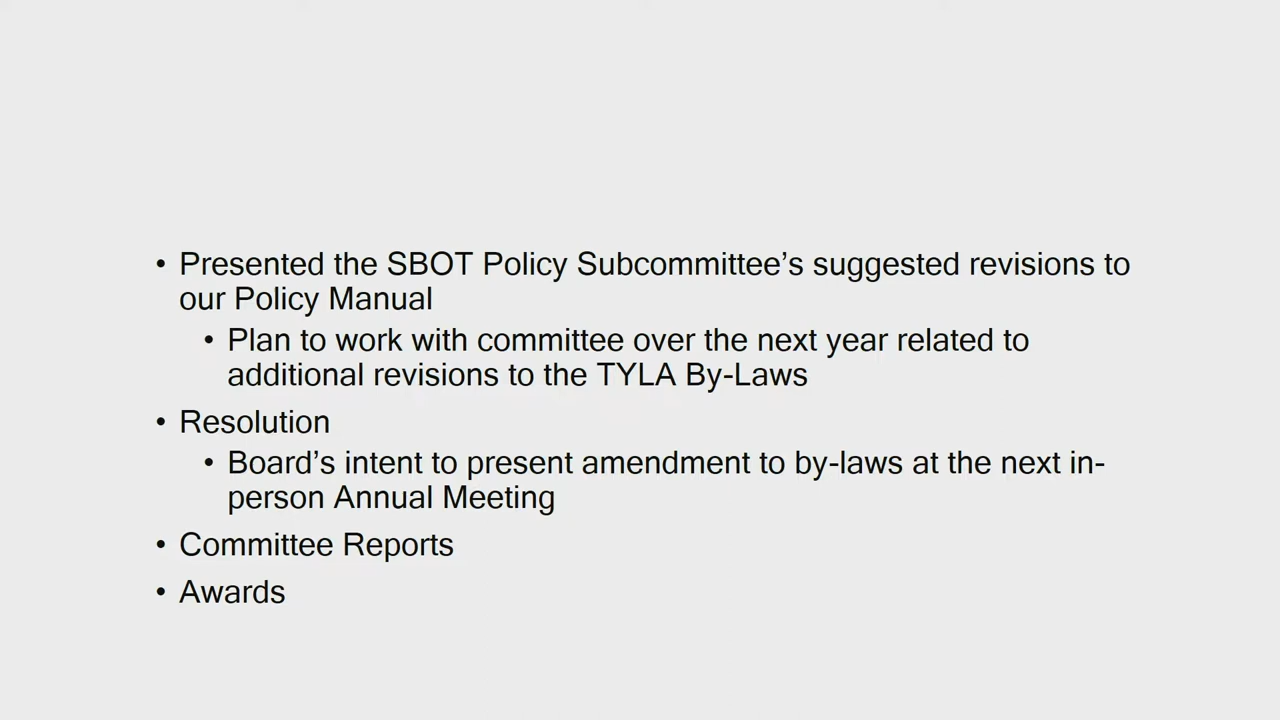 • Presented the SBOT Policy Subcommittee’s suggested revisions to
our Policy Manual
• Plan to work with committee over the next year related to
additional revisions to the TYLA By-Laws
• Resolution
• Board’s intent to present amendment to by-laws at the next in-
person Annual Meeting
• Committee Reports
• Awards